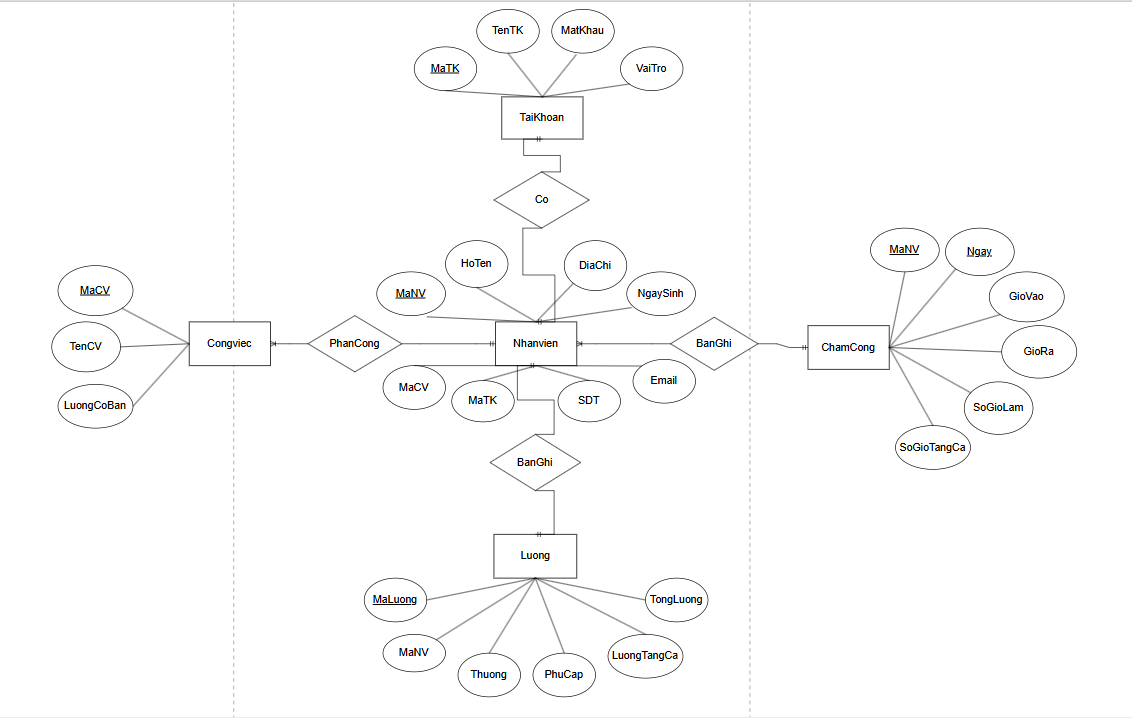 TenTK
MatKhau
MaTK
VaiTro
TaiKhoan
Co
HoTen
DiaChi
MaNV
NgaySinh
MaNV
Ngay
MaCV
GioVao
TenCV
Congviec
PhanCong
Nhanvien
BanGhi
ChamCong
GioRa
LuongCoBan
MaCV
MaTK
SDT
Email
SoGioLam
SoGioTangCa
BanGhi
Luong
MaLuong
TongLuong
MaNV
LuongTangCa
Thuong
PhuCap